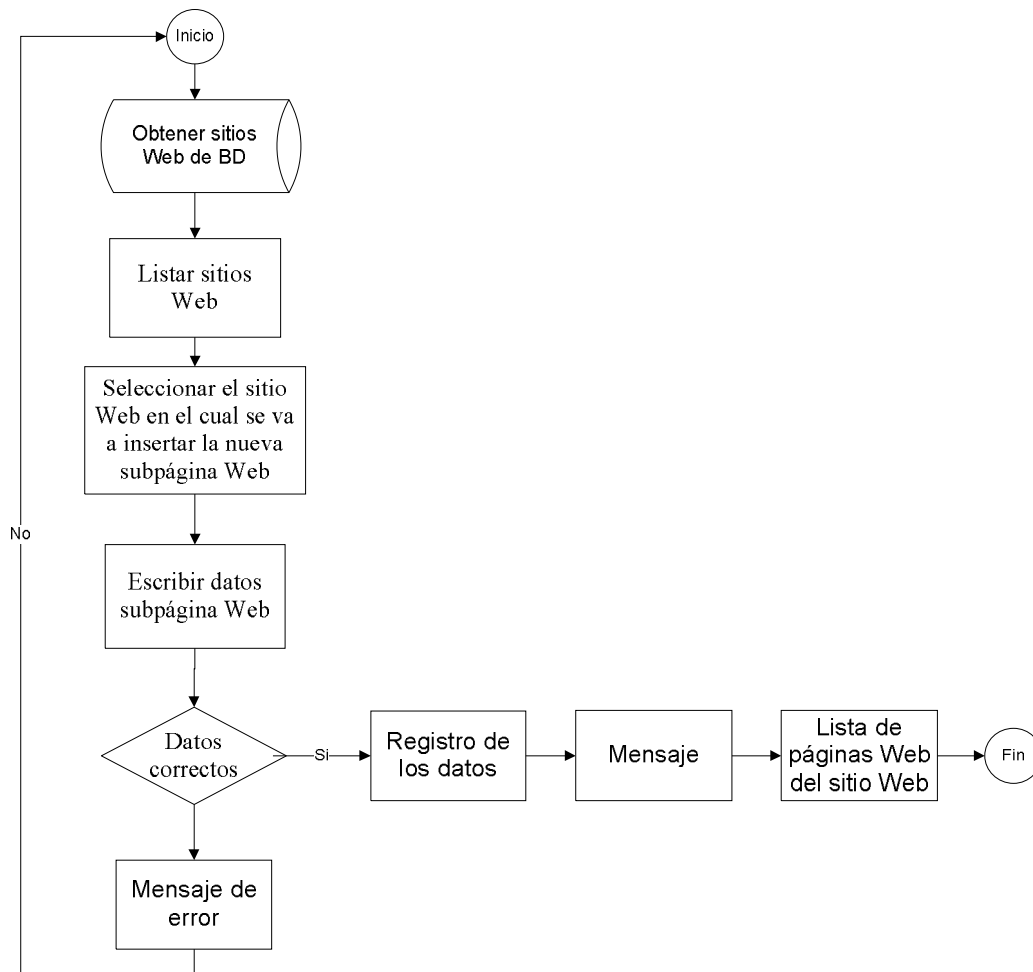 Inicio
Obtener sitios
Web de BD
Listar sitios
Web
Seleccionar el sitio
Web en el cual se va
a insertar la nueva
subpágina Web
No
Escribir datos
subpágina Web
Datos
correctos
Si
Registro de
los datos
Mensaje
Lista de
páginas Web
del sitio Web
Fin
Mensaje de
error